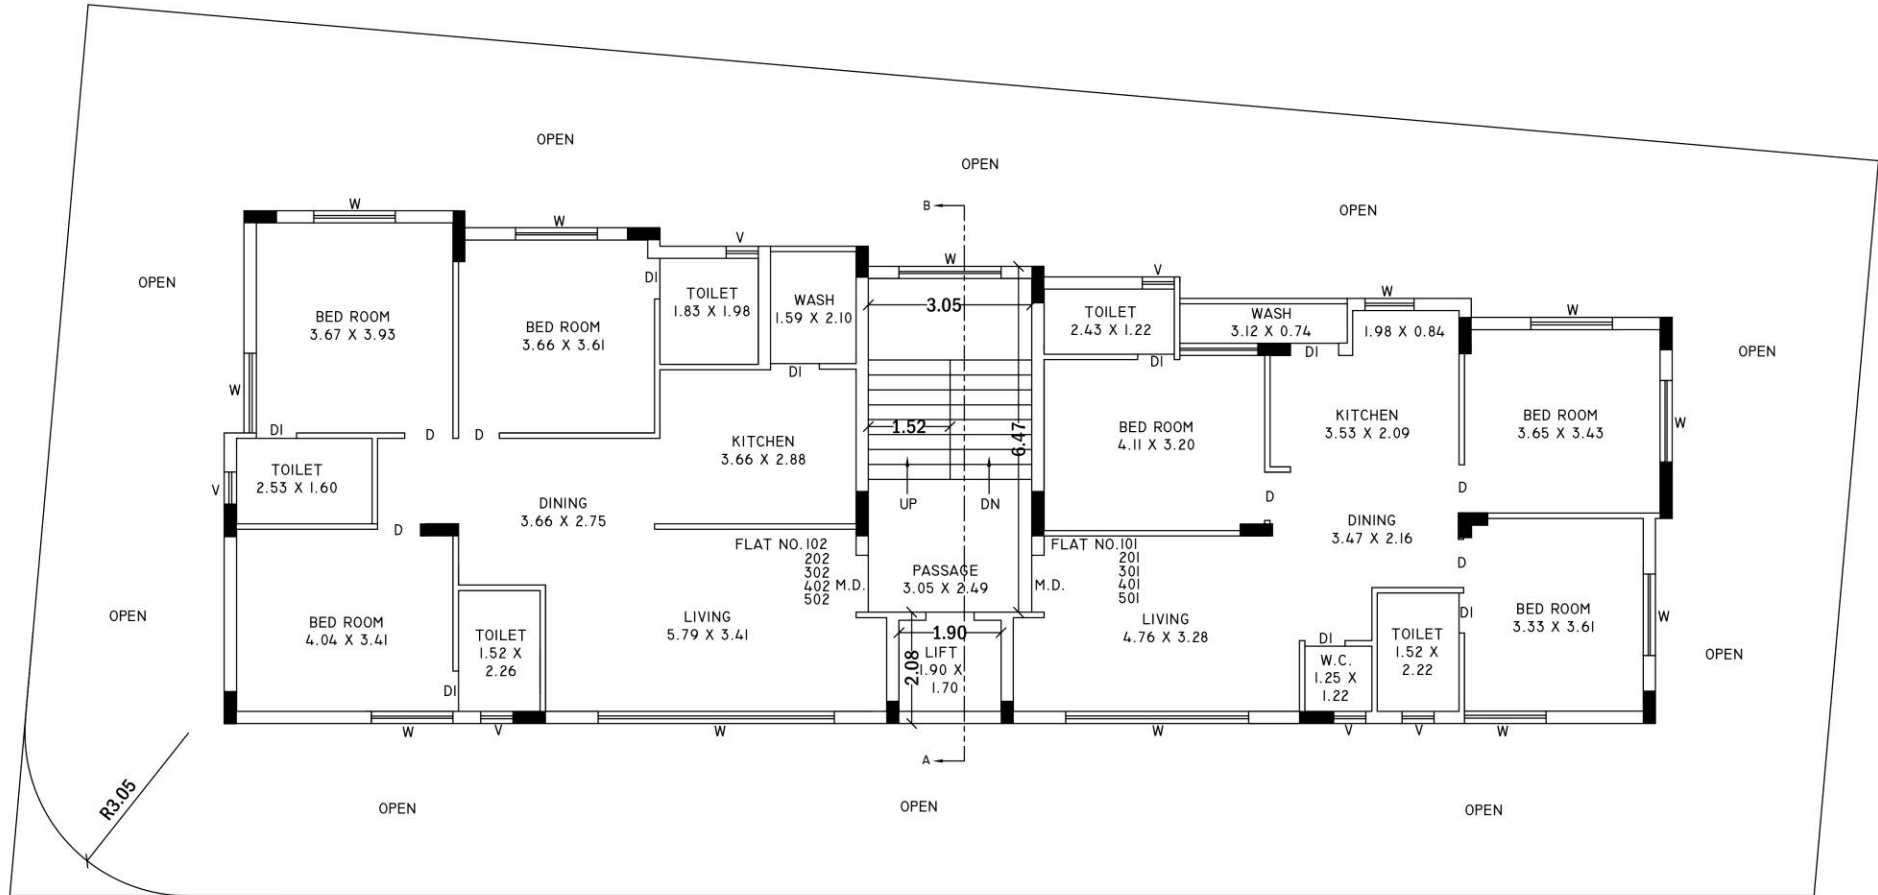 OPEN
OPEN
OPEN
OPEN
OPEN
OPEN
OPEN
OPEN
OPEN
OPEN
OPEN
W
W
V
B
W
V
W
W
BED ROOM
3.67 X 3.93
BED ROOM
3.66 X 3.61
DI
TOILET
1.83 X 1.98
WASH
1.59 X 2.10
DI
3.05
TOILET
2.43 X 1.22
DI
WASH
3.12 X 0.74
DI
1.98 X 0.84
W
DI
D
D
KITCHEN
3.66 X 2.88
1.52
6.47
UP
DN
BED ROOM
4.11 X 3.20
KITCHEN
3.53 X 2.09
BED ROOM
3.65 X 3.43
W
V
TOILET
2.53 X 1.60
D
DINING
3.66 X 2.75
D
D
DINING
3.47 X 2.16
D
FLAT NO.102
202
302
402
502
M.D.
PASSAGE
3.05 X 2.49
M.D.
FLAT NO.101
201
301
401
501
BED ROOM
4.04 X 3.41
DI
TOILET
1.52 X
2.26
LIVING
5.79 X 3.41
1.90
2.08
LIFT
1.90 X
1.70
LIVING
4.76 X 3.28
DI
W.C.
1.25 X
1.22
TOILET
1.52 X
2.22
DI
BED ROOM
3.33 X 3.61
W
W
V
W
A
W
V
V
W
R3.05